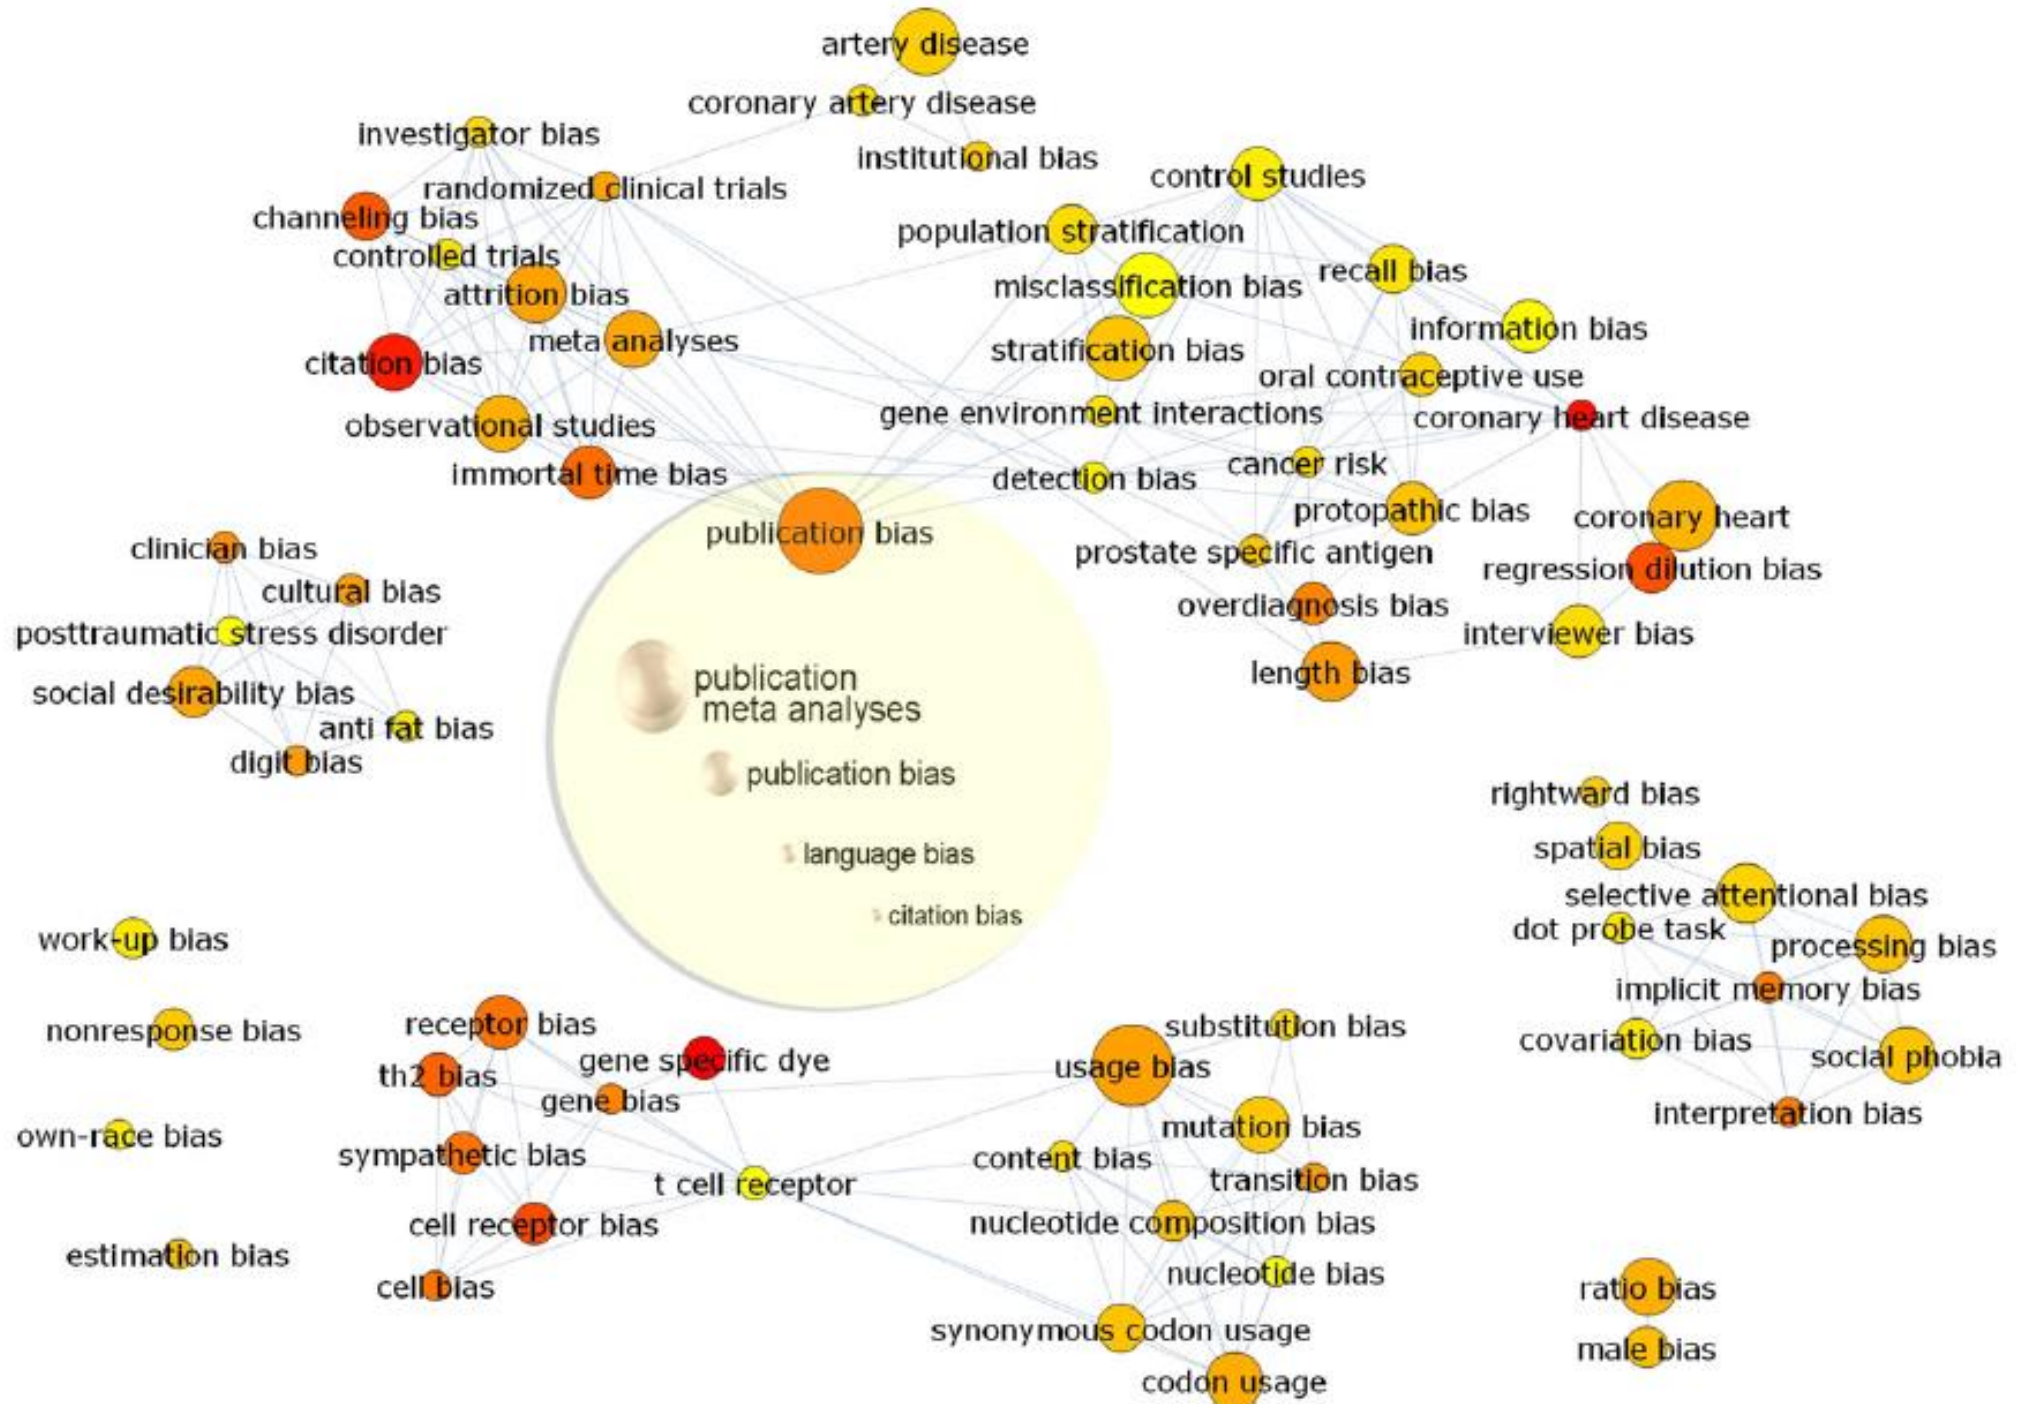 artery disease
coronary artery disease
institutional bias
investigator bias
randomized clinical trials
channeling bias
controlled trials
attrition bias
meta analyses
citation bias
observational studies
immortal time bias
control studies
population stratification
recall bias
misclassification bias
information bias
stratification bias
oral contraceptive use
gene environment interactions
coronary heart disease
cancer risk
detection bias
protopathic bias
coronary heart
prostate specific antigen
regression dilution bias
overdiagnosis bias
interviewer bias
length bias
publication bias
clinician bias
cultural bias
posttraumatic stress disorder
social desirability bias
anti fat bias
digit bias
publication
meta analyses
publication bias
language bias
citation bias
rightward bias
spatial bias
selective attentional bias
dot probe task
processing bias
implicit memory bias
covariation bias
social phobia
interpretation bias
work-up bias
nonresponse bias
own-race bias
estimation bias
receptor bias
gene specific dye
th2 bias
gene bias
sympathetic bias
t cell receptor
cell receptor bias
cell bias
substitution bias
usage bias
mutation bias
content bias
transition bias
nucleotide composition bias
nucleotide bias
synonymous codon usage
codon usage
ratio bias
male bias